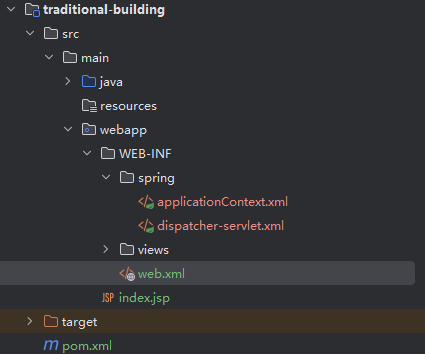 traditional-building
src
main
java
resources
webapp
WEB-INF
spring
applicationContext.xml
dispatcher-servlet.xml
views
web.xml
JSP index.jsp
target
m pom.xml